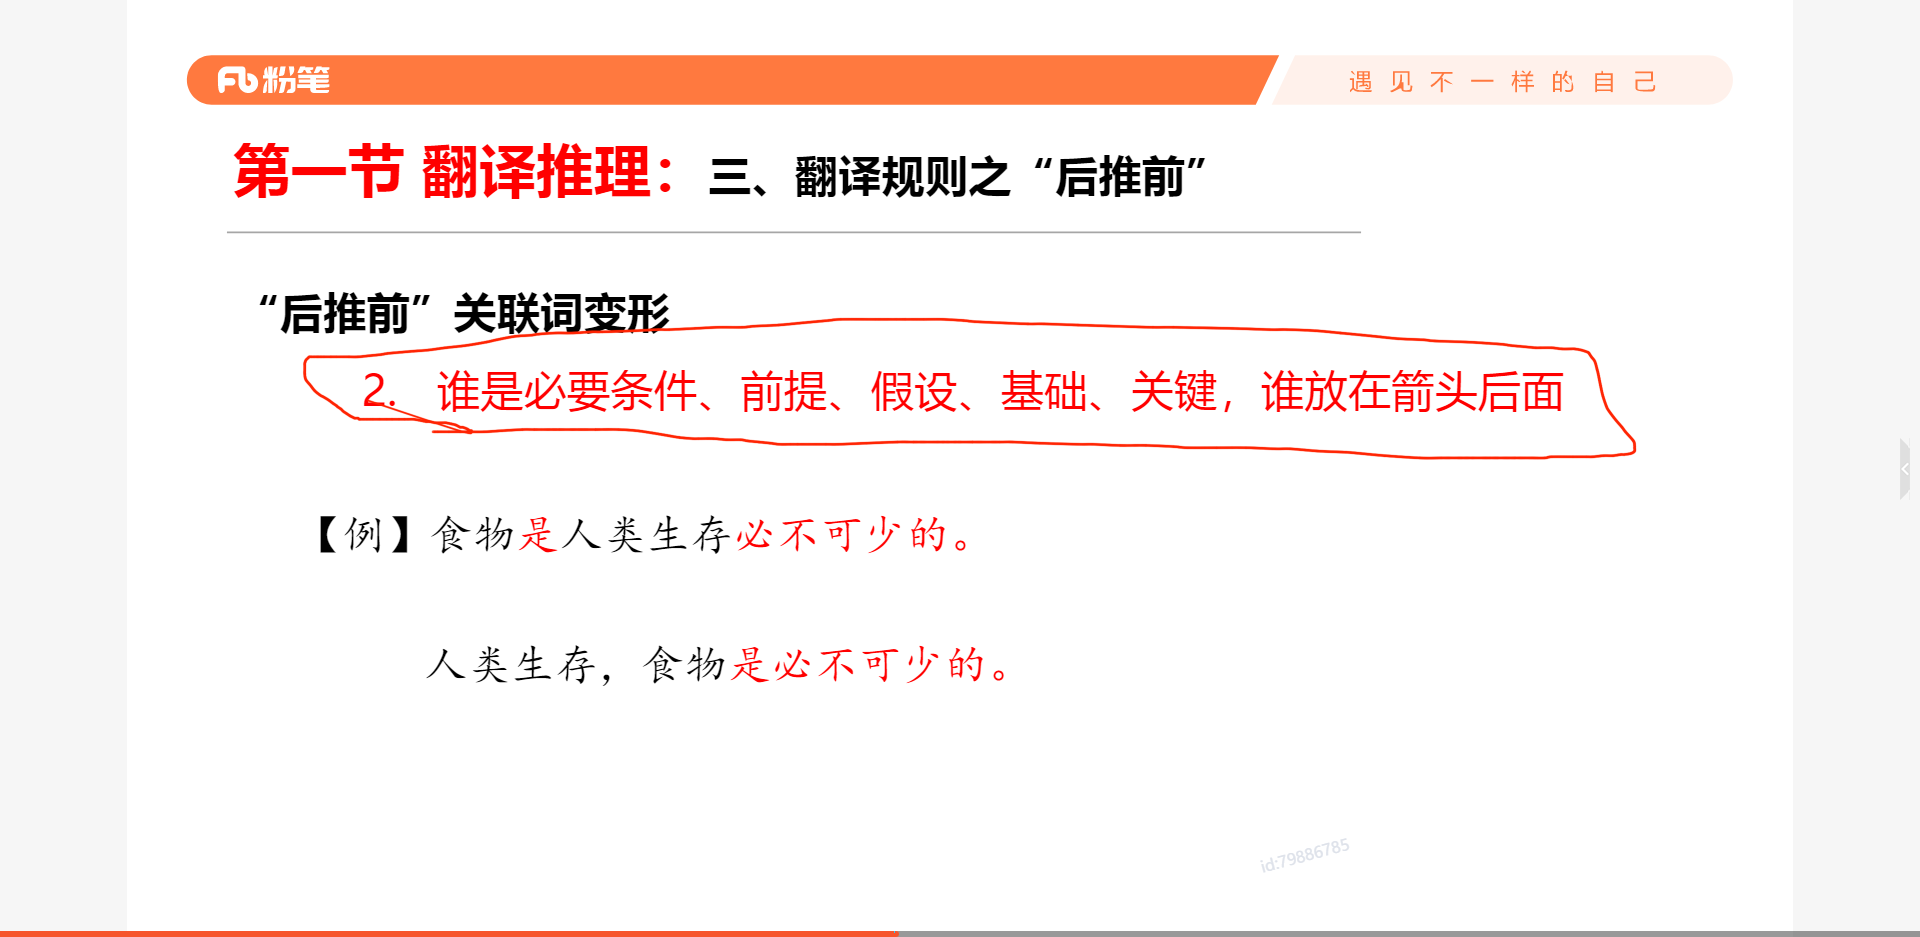 粉笔
遇见不一样的自己
第一节 翻译推理：三、翻译规则之“后推前”
“后推前”关联词变形
2. 谁是必要条件、前提、假设、基础、关键，谁放在箭头后面
【例】食物是人类生存必不可少的。
人类生存，食物是必不可少的。
id:79886785